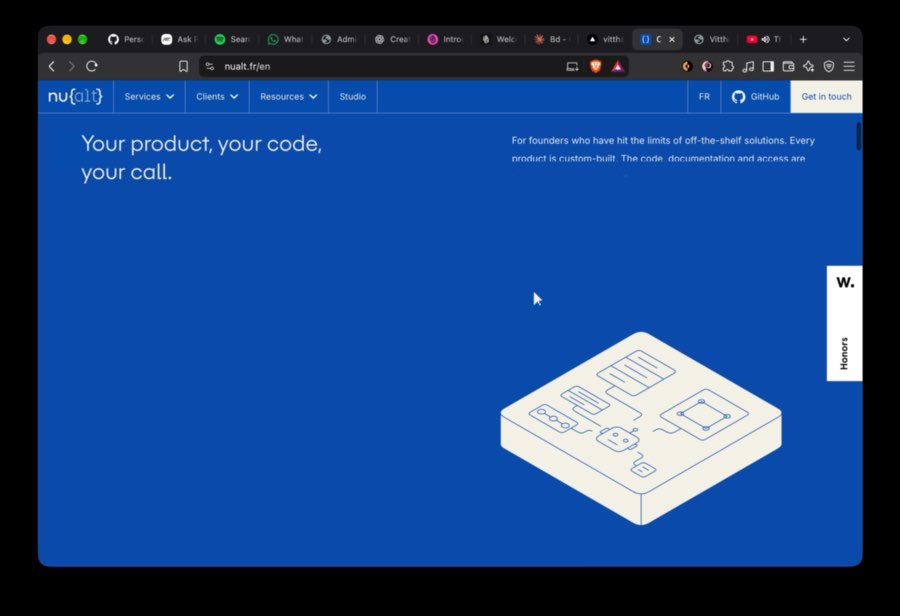 Perso
Ask F
Sear
What
Admi
Creat
Intro
Welc
Bd -
vittha
C
Vitth
nualt.fr/en
nu{alt}
Services
Clients
Resources
Studio
FR
GitHub
Get in touch
Your product, your code,
your call.
For founders who have hit the limits of off-the-shelf solutions. Every
product is custom-built. The code, documentation and access are
W.
Honors